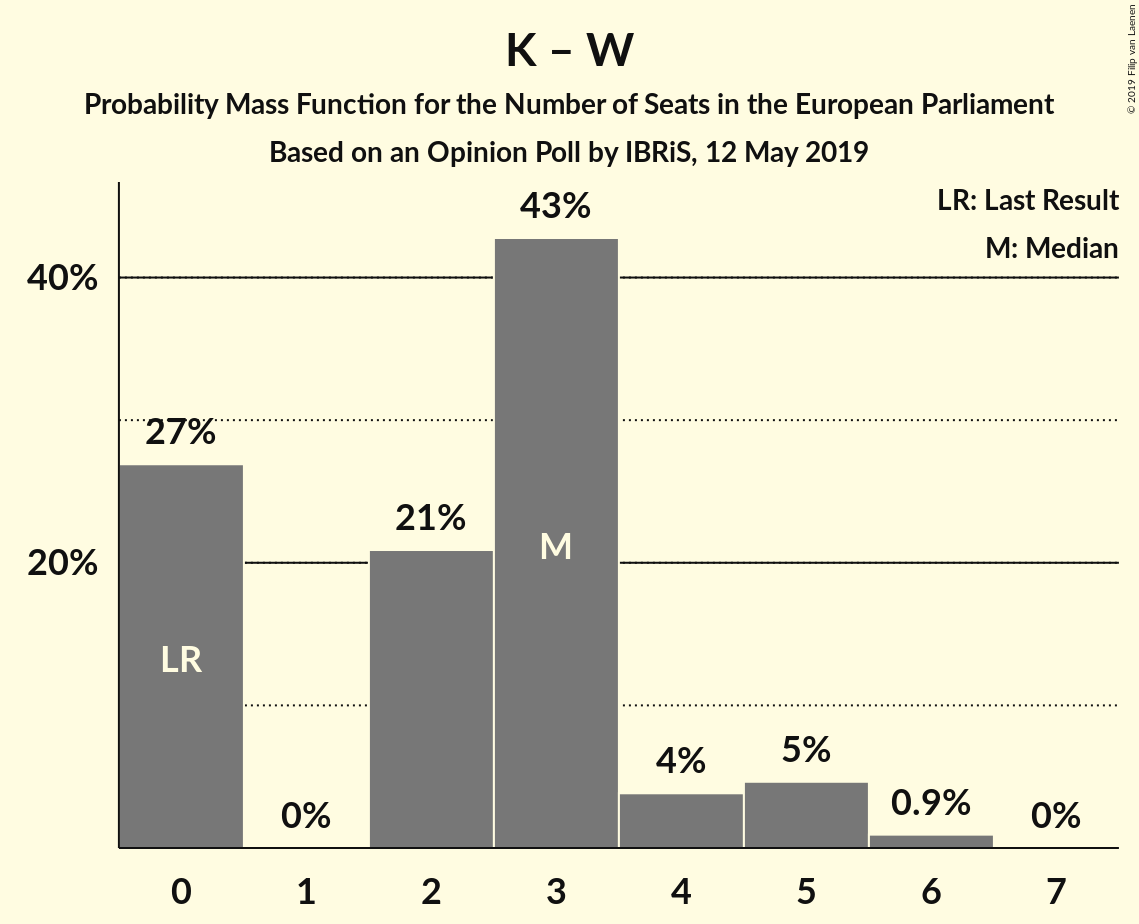 K – W
Probability Mass Function for the Number of Seats in the European Parliament
Based on an Opinion Poll by IBRiS, 12 May 2019
© 2019 Filip van Laenen
LR: Last Result
M: Median
43%
40%
27%
21%
M
20%
LR
5%
4%
0.9%
0%
0%
0 1 2 3 4 5 6 7